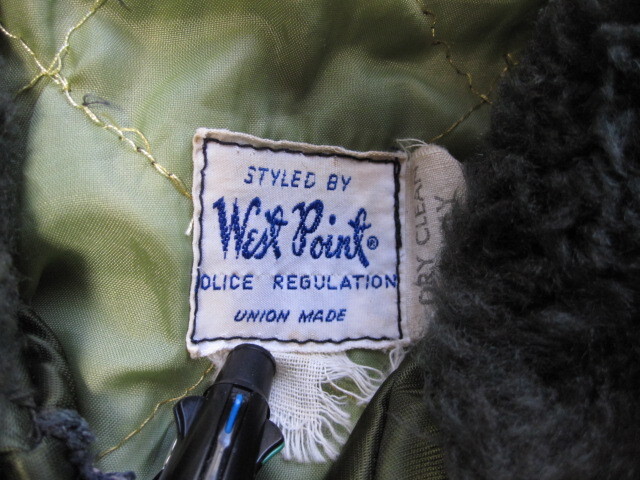 STYLED BY
West Point®
OLICE REGULATION
UNION MADE
DRY CLEA